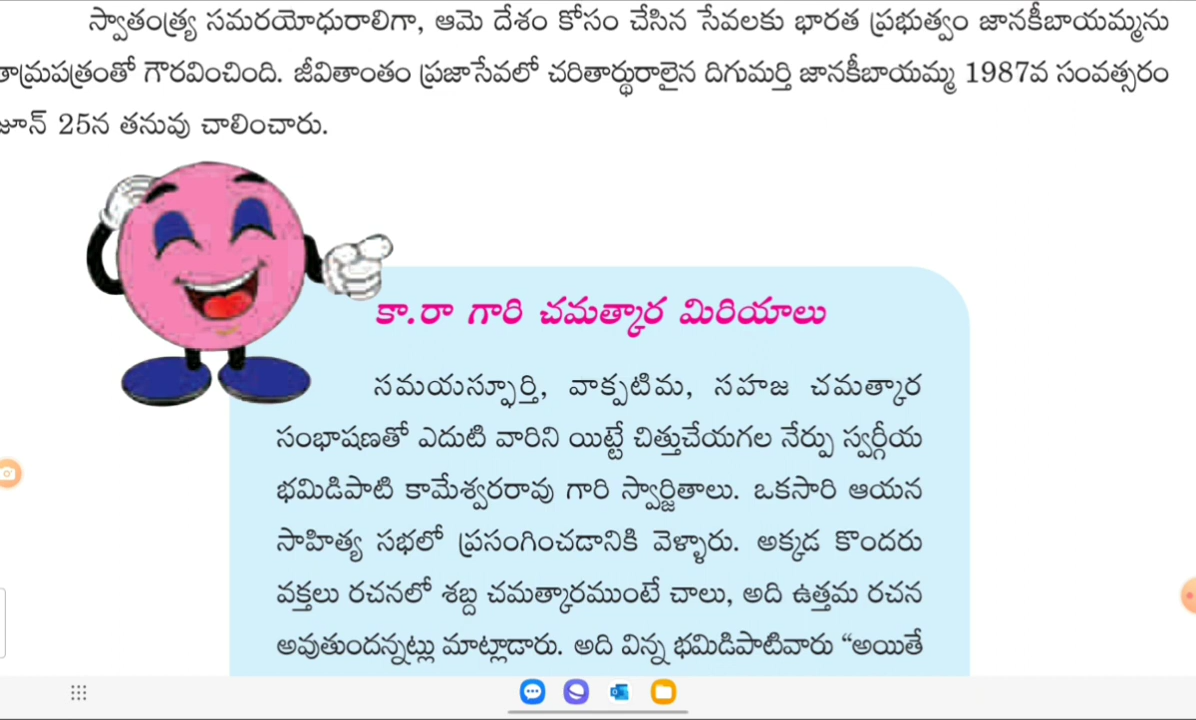 స్వాతంత్ర్య సమరయోధురాలిగా, ఆమె దేశం కోసం చేసిన సేవలకు భారత ప్రభుత్వం జానకీబాయమ్మను
తామ్రపత్రంతో గౌరవించింది. జీవితాంతం ప్రజాసేవలో చరితార్థురాలైన దిగుమర్తి జానకీబాయమ్మ 1987వ సంవత్సరం
జూన్ 25న తనువు చాలించారు.
కా.రా గారి చమత్కార మిరియాలు
సమయస్ఫూర్తి, వాక్పటిమ, సహజ చమత్కార
సంభాషణతో ఎదుటి వారిని యిట్టే చిత్తుచేయగల నేర్పు స్వర్గీయ
భమిడిపాటి కామేశ్వరరావు గారి స్వార్జితాలు. ఒకసారి ఆయన
సాహిత్య సభలో ప్రసంగించడానికి వెళ్ళారు. అక్కడ కొందరు
వక్తలు రచనలో శబ్ద చమత్కారముంటే చాలు, అది ఉత్తమ రచన
అవుతుందన్నట్లు మాట్లాడారు. అది విన్న భమిడిపాటివారు “అయితే